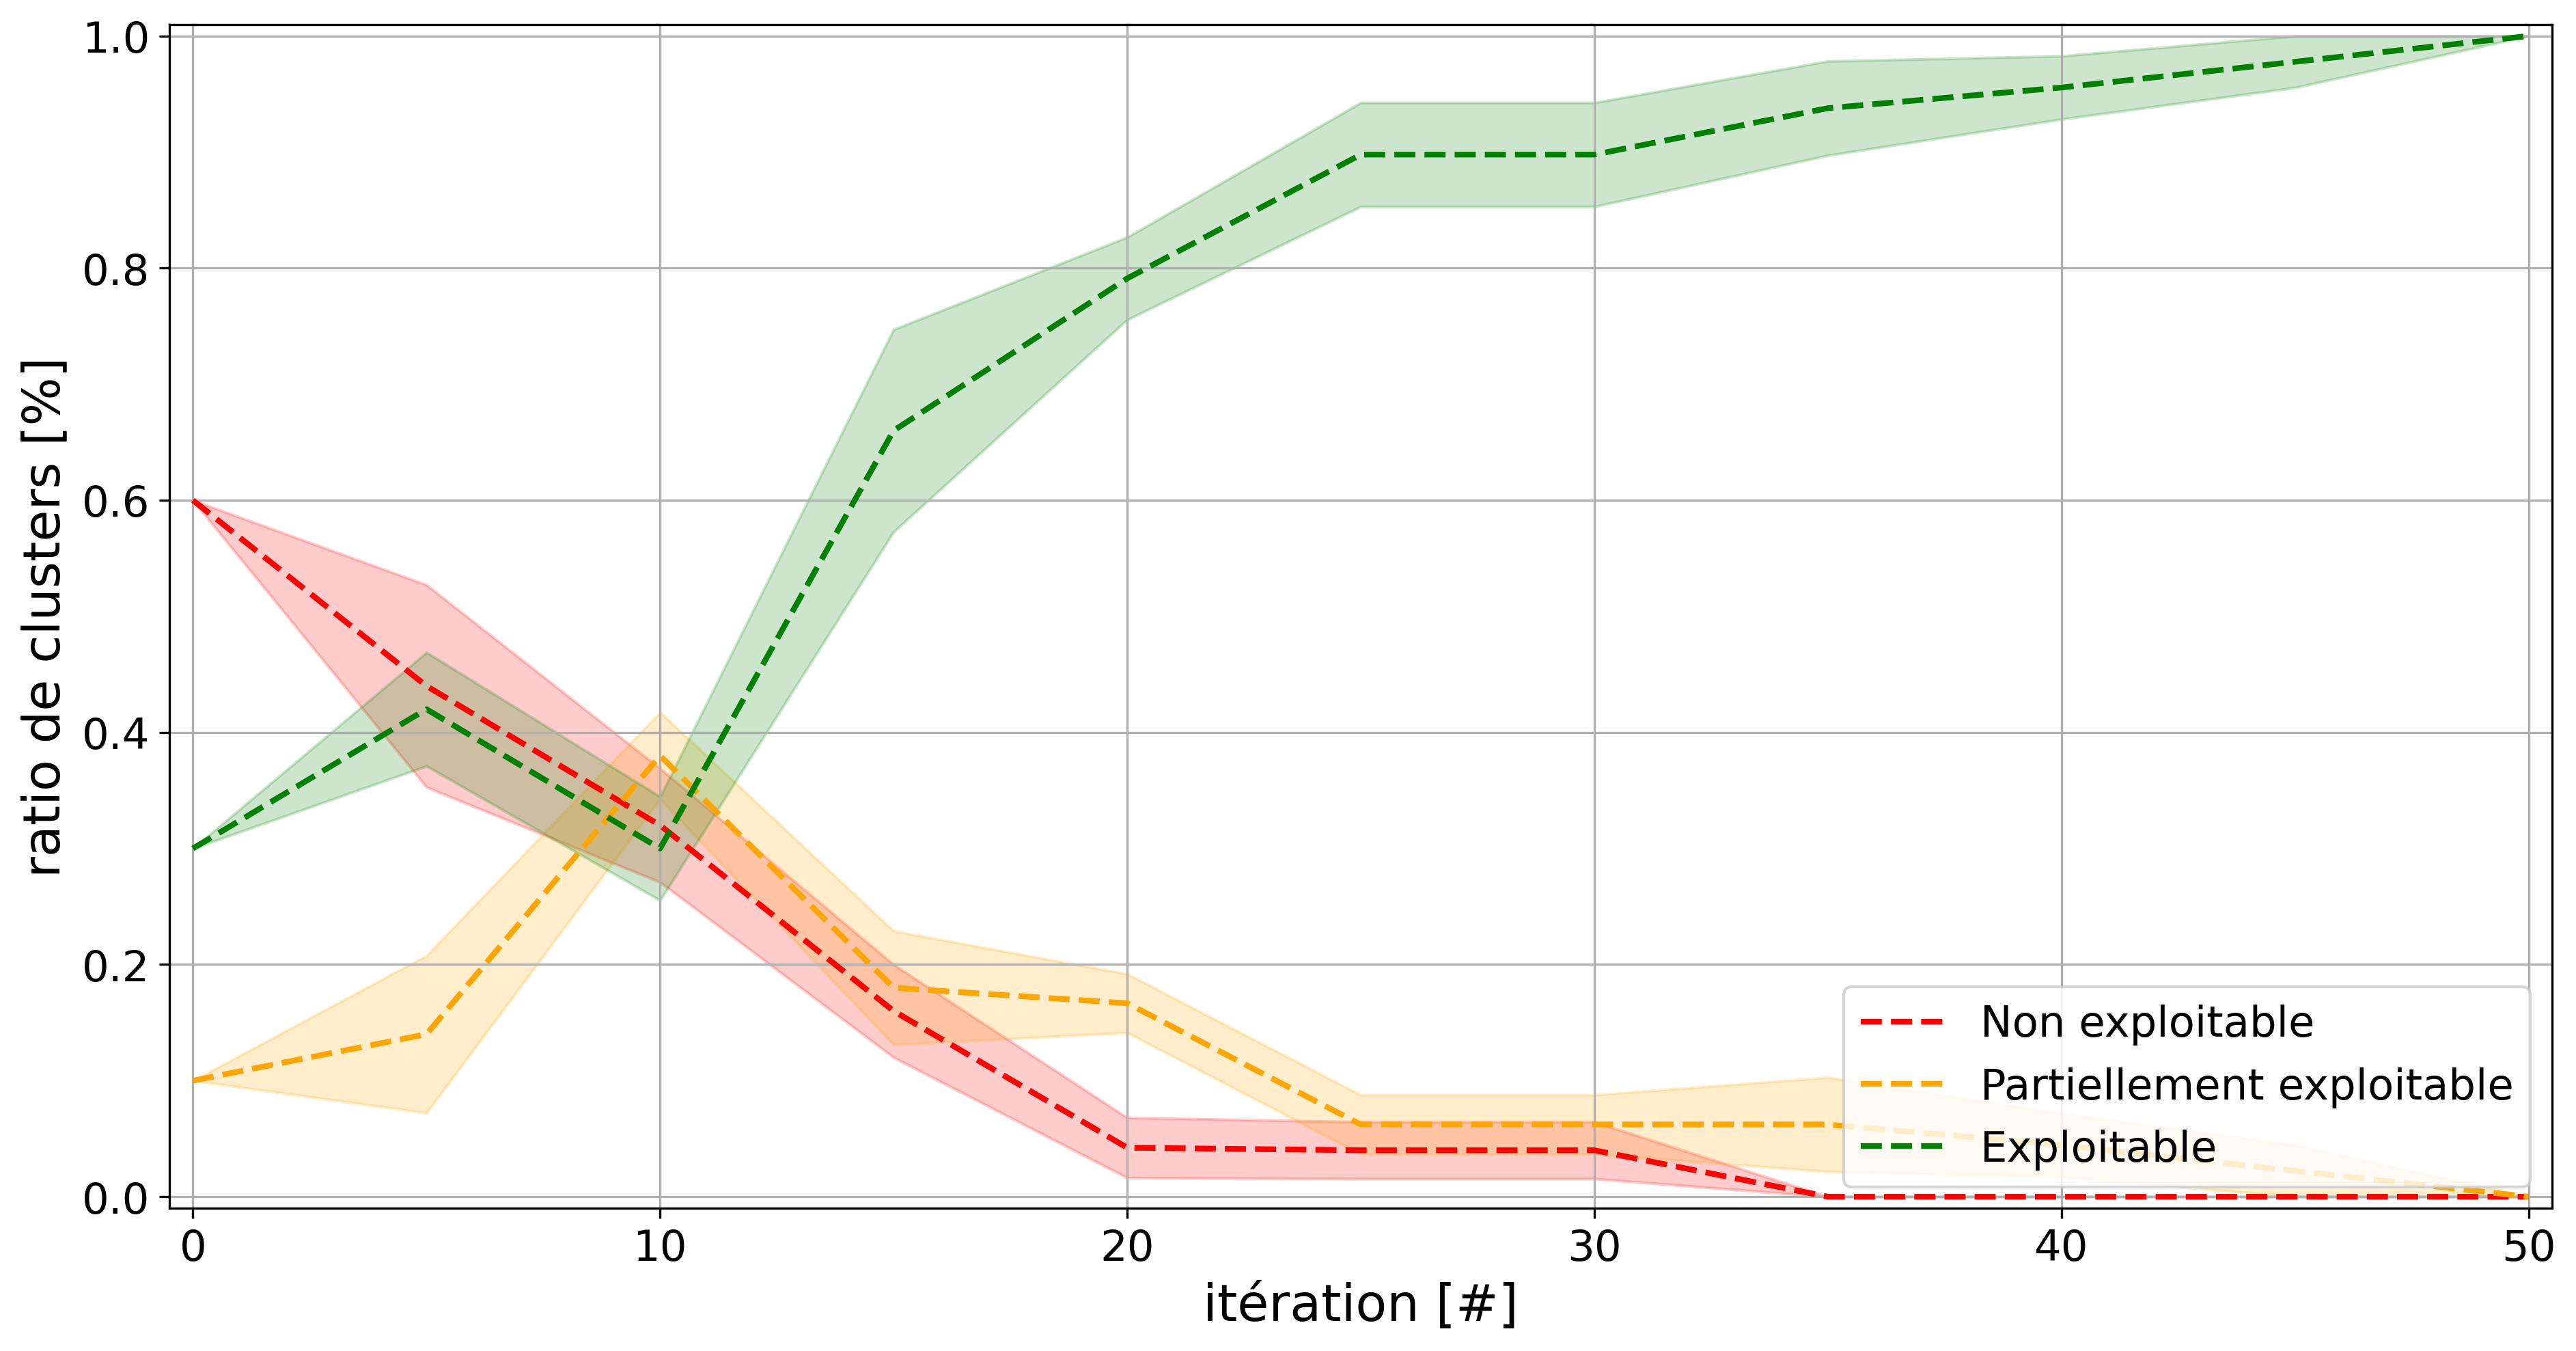 ratio de clusters [%]
1.0
0.8
0.6
0.4
0.2
0.0
0 10 20 30 40 50
itération [#]
Non exploitable
Partiellement exploitable
Exploitable